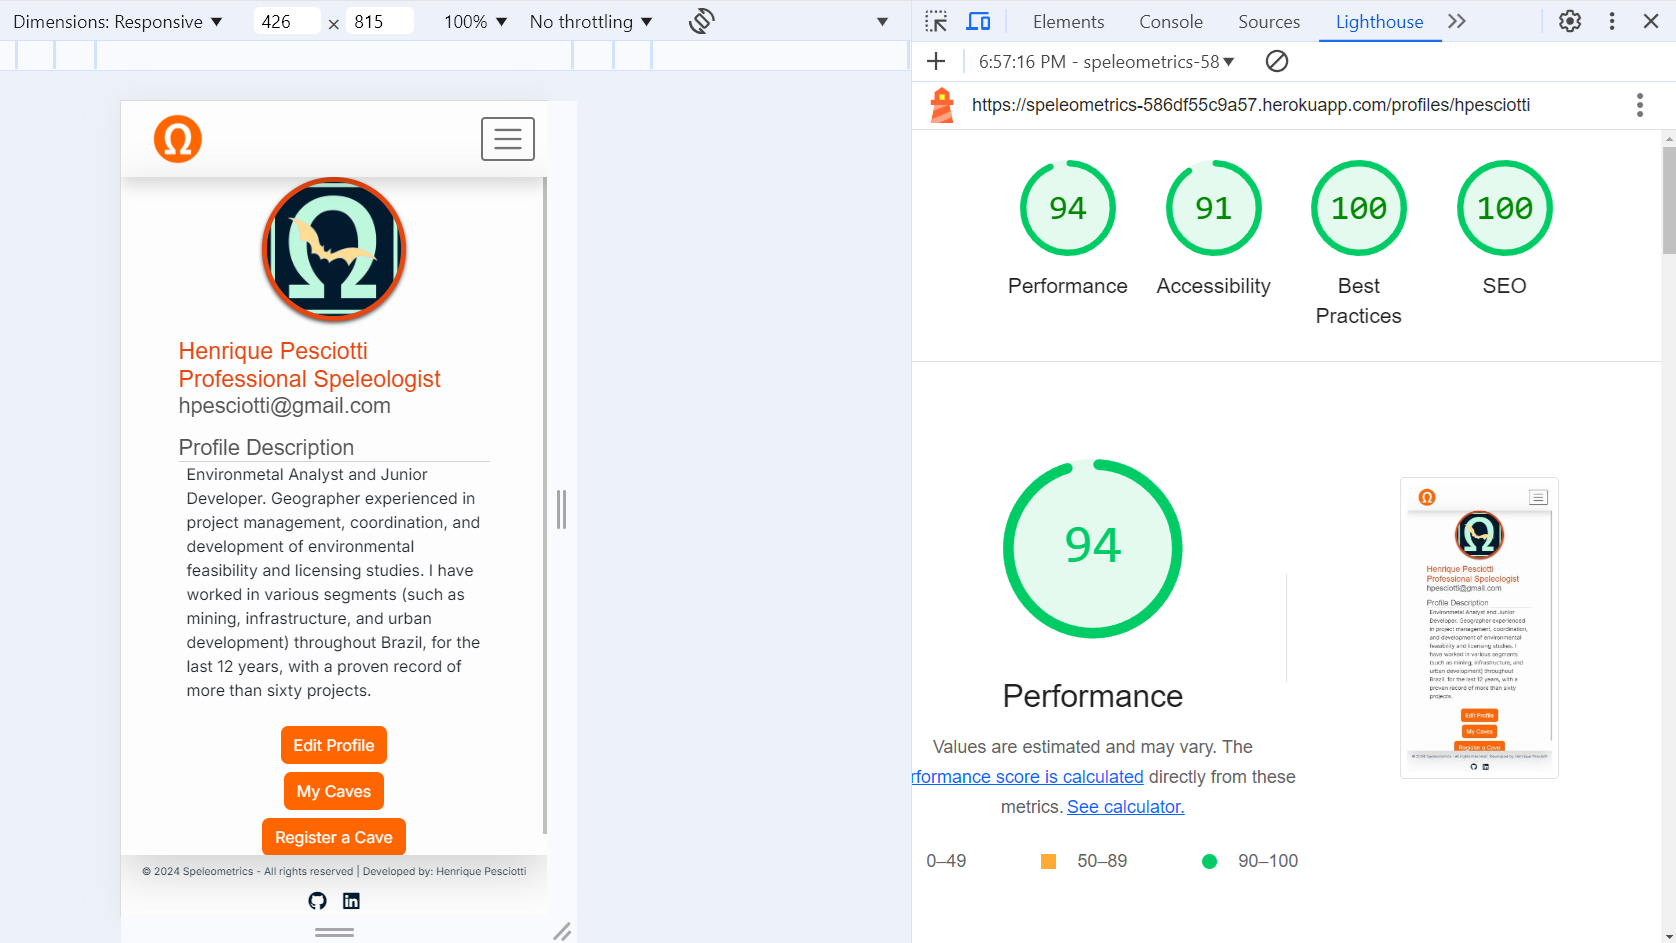 Dimensions: Responsive 426 × 815 100% No throttling
Ω
Henrique Pesciotti
Professional Speleologist
hpesciotti@gmail.com
Profile Description
Environmetal Analyst and Junior
Developer. Geographer experienced in
project management, coordination, and
development of environmental
feasibility and licensing studies. I have
worked in various segments (such as
mining, infrastructure, and urban
development) throughout Brazil, for the
last 12 years, with a proven record of
more than sixty projects.
Edit Profile
My Caves
Register a Cave
© 2024 Speleometrics - All rights reserved | Developed by: Henrique Pesciotti
Elements Console Sources Lighthouse
6:57:16 PM - speleometrics-58
https://speleometrics-586df55c9a57.herokuapp.com/profiles/hpesciotti
94 91 100 100
Performance Accessibility Best Practices SEO
94
Performance
Values are estimated and may vary. The
rformance score is calculated directly from these
metrics. See calculator.
0–49 50–89 90–100
Henrique Pesciotti
Professional Speleologist
hpesciotti@gmail.com
Profile Description
Environmetal Analyst and Junior
Developer. Geographer experienced
in project management, coordination,
and development of environmental
feasibility and licensing studies. I
have worked in various segments
(such as mining, infrastructure, and
urban development) throughout
Brazil, for the last 12 years, with a
proven record of more than sixty
projects.
Edit Profile
My Caves
Register a Cave
© 2024 Speleometrics - All rights reserved | Developed by: Henrique Pesciotti